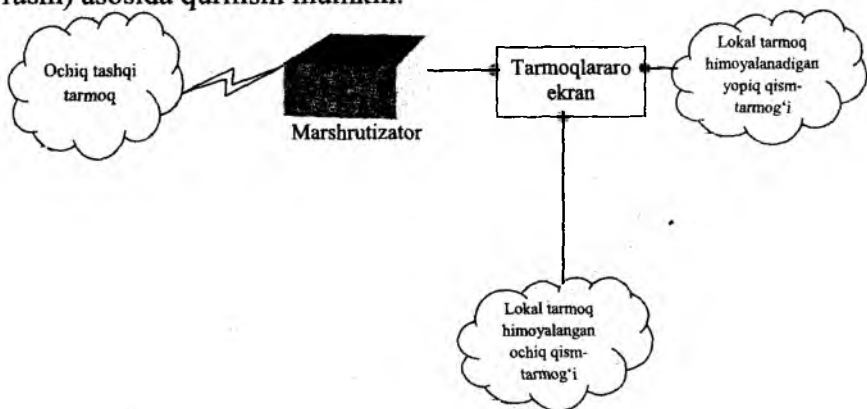 asosida qurilishi mumkin.
Ochiq tashqi
tarmoq
Marshrutizator
Tarmoqlararo
ekran
Lokal tarmoq
himoyalanadigan
yopiq qism-
tarmog‘i
Lokal tarmoq
himoyalangan
ochiq qism-
tarmog‘i